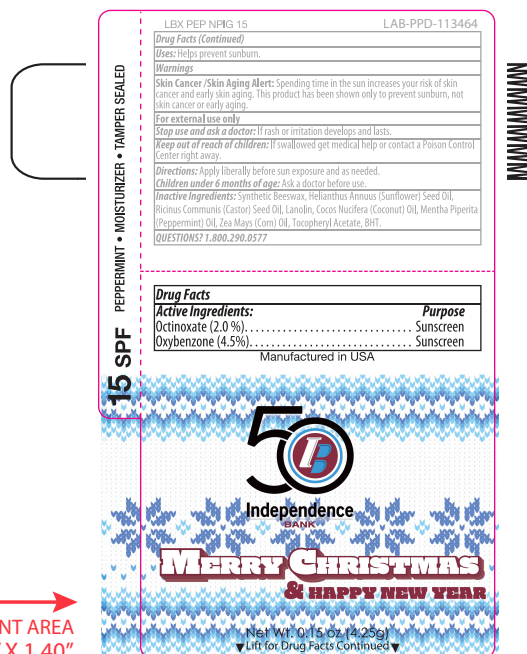 LBX PEP NPIG 15
LAB-PPD-113464
Drug Facts (Continued)
Uses: Helps prevent sunburn.
Warnings
Skin Cancer /Skin Aging Alert: Spending time in the sun increases your risk of skin
cancer and early skin aging. This product has been shown only to prevent sunburn, not
skin cancer or early aging.
For external use only
Stop use and ask a doctor: If rash or irritation develops and lasts.
Keep out of reach of children: If swallowed get medical help or contact a Poison Control
Center right away.
Directions: Apply liberally before sun exposure and as needed.
Children under 6 months of age: Ask a doctor before use.
Inactive Ingredients: Synthetic Beeswax, Helianthus Annuus (Sunflower) Seed Oil,
Ricinus Communis (Castor) Seed Oil, Lanolin, Cocos Nucifera (Coconut) Oil, Mentha Piperita
(Peppermint) Oil, Zea Mays (Corn) Oil, Tocopheryl Acetate, BHT.
QUESTIONS? 1.800.290.0577
15 SPF PEPPERMINT • MOISTURIZER • TAMPER SEALED
Drug Facts
Active Ingredients: Purpose
Octinoxate (2.0 %)................................ Sunscreen
Oxybenzone (4.5%)............................... Sunscreen
Manufactured in USA
50
IB
Independence
BANK
MERRY CHRISTMAS
& HAPPY NEW YEAR
NT AREA
X 1.40"
Net Wt. 0.15 oz (4.25g)
▼Lift for Drug Facts Continued▼